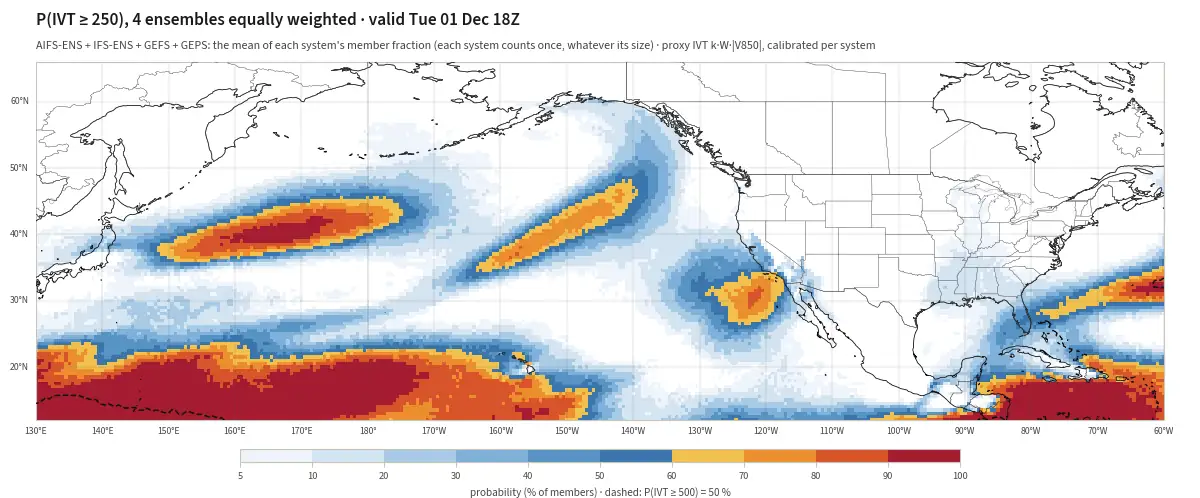 P(IVT ≥ 250), 4 ensembles equally weighted · valid Tue 01 Dec 18Z
AIFS-ENS + IFS-ENS + GEFS + GEPS: the mean of each system's member fraction (each system counts once, whatever its size) · proxy IVT k·W·|V850|, calibrated per system
60°N
50°N
40°N
30°N
20°N
130°E 140°E 150°E 160°E 170°E 180° 170°W 160°W 150°W 140°W 130°W 120°W 110°W 100°W 90°W 80°W 70°W 60°W
5 10 20 30 40 50 60 70 80 90 100
probability (% of members) · dashed: P(IVT ≥ 500) = 50 %